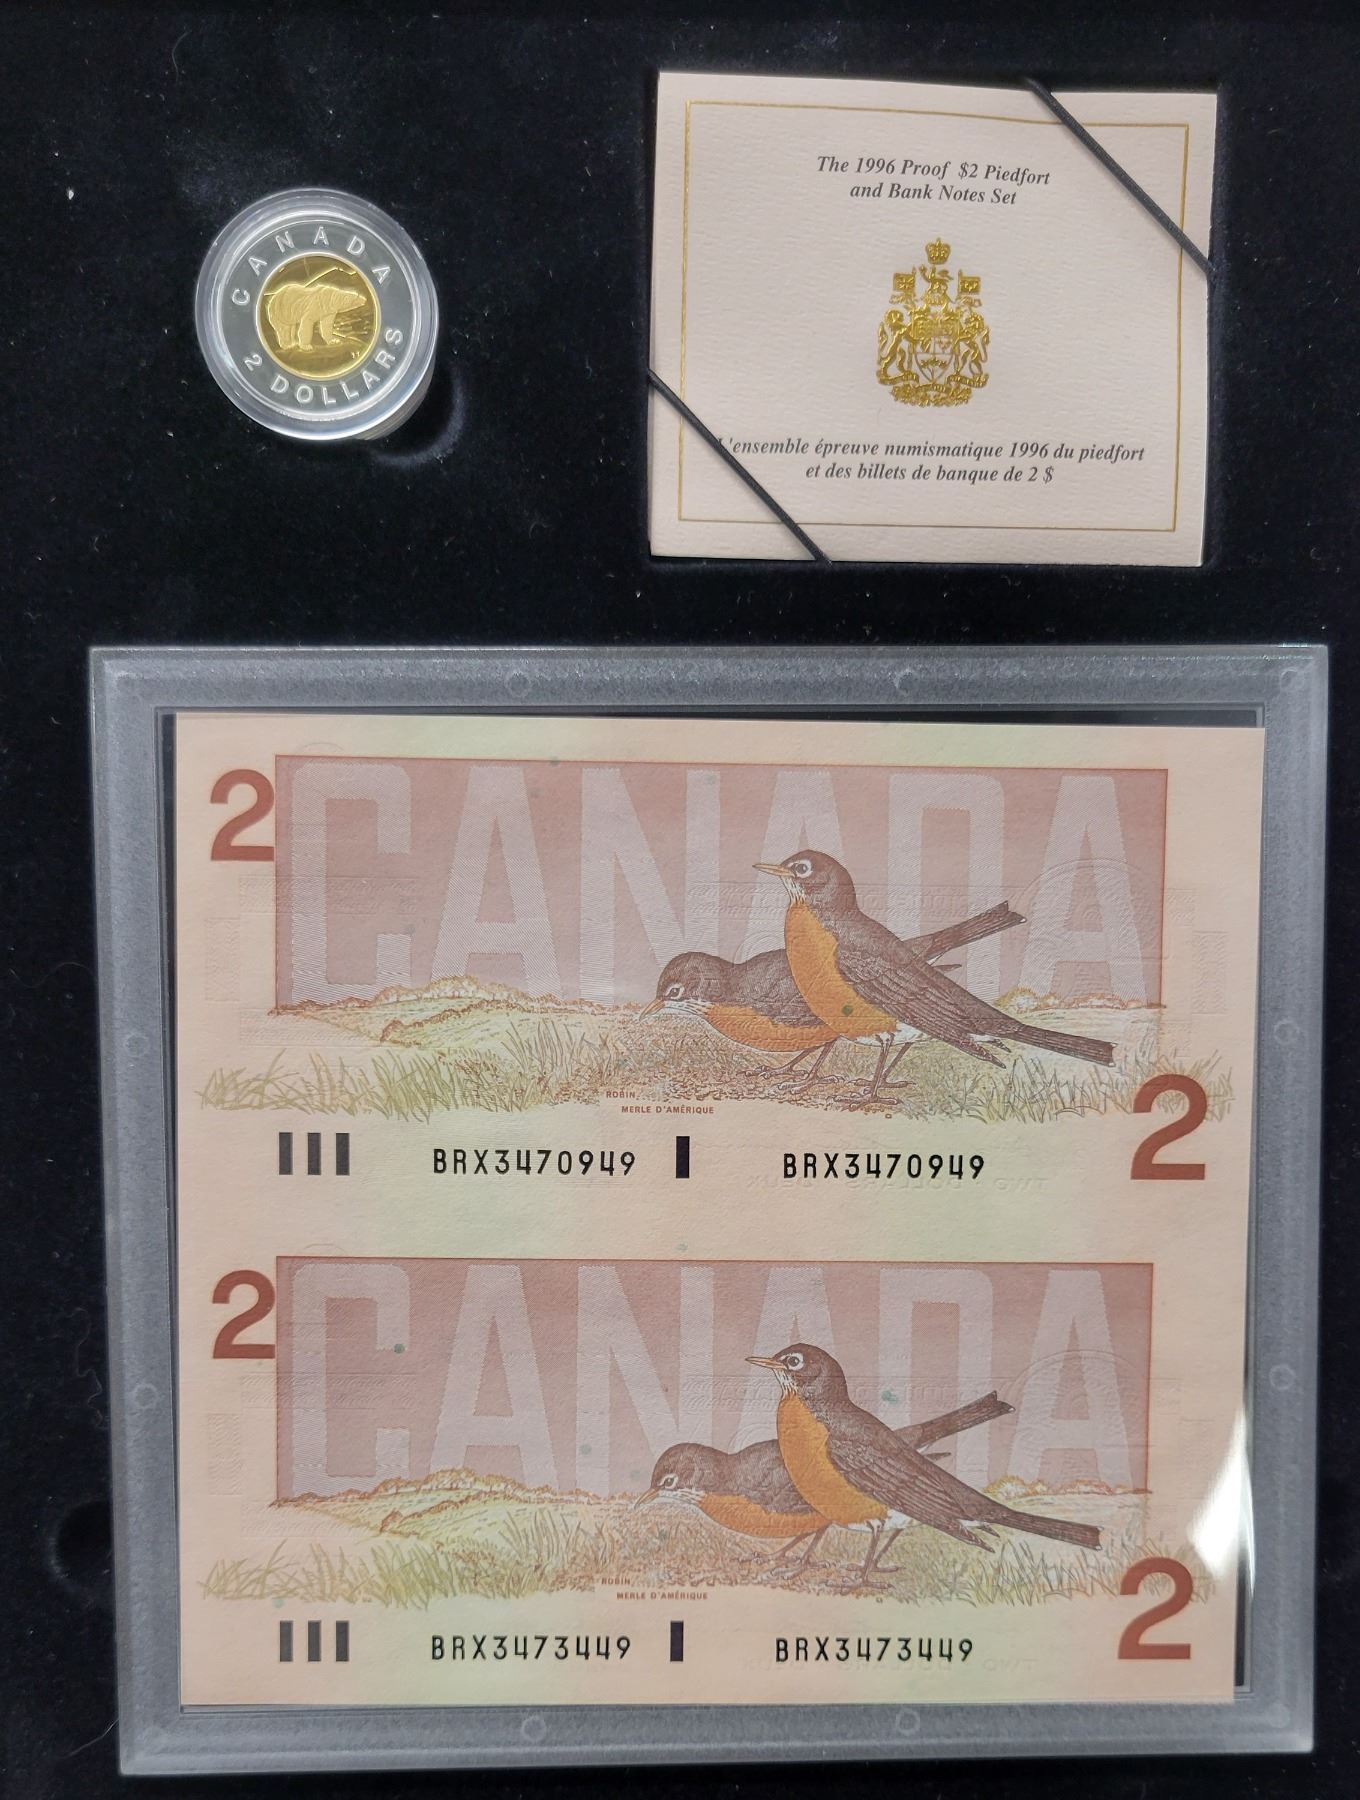 CANADA
2 DOLLARS
The 1996 Proof $2 Piedfort
and Bank Notes Set
L'ensemble épreuve numismatique 1996 du piedfort
et des billets de banque de 2 $
2
CANADA
ROBIN
MERLE D'AMÉRIQUE
2
BRX3470949 BRX3470949
2
CANADA
ROBIN
MERLE D'AMÉRIQUE
2
BRX3473449 BRX3473449